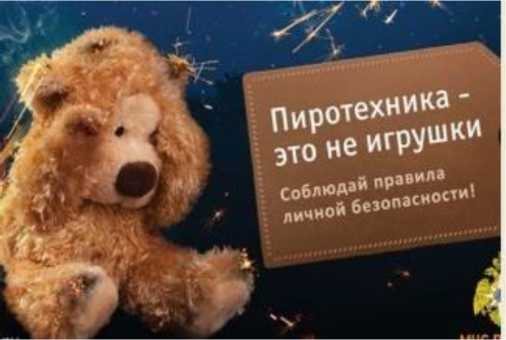 Пиротехника -
это не игрушки
Соблюдай правила
личной безопасности!